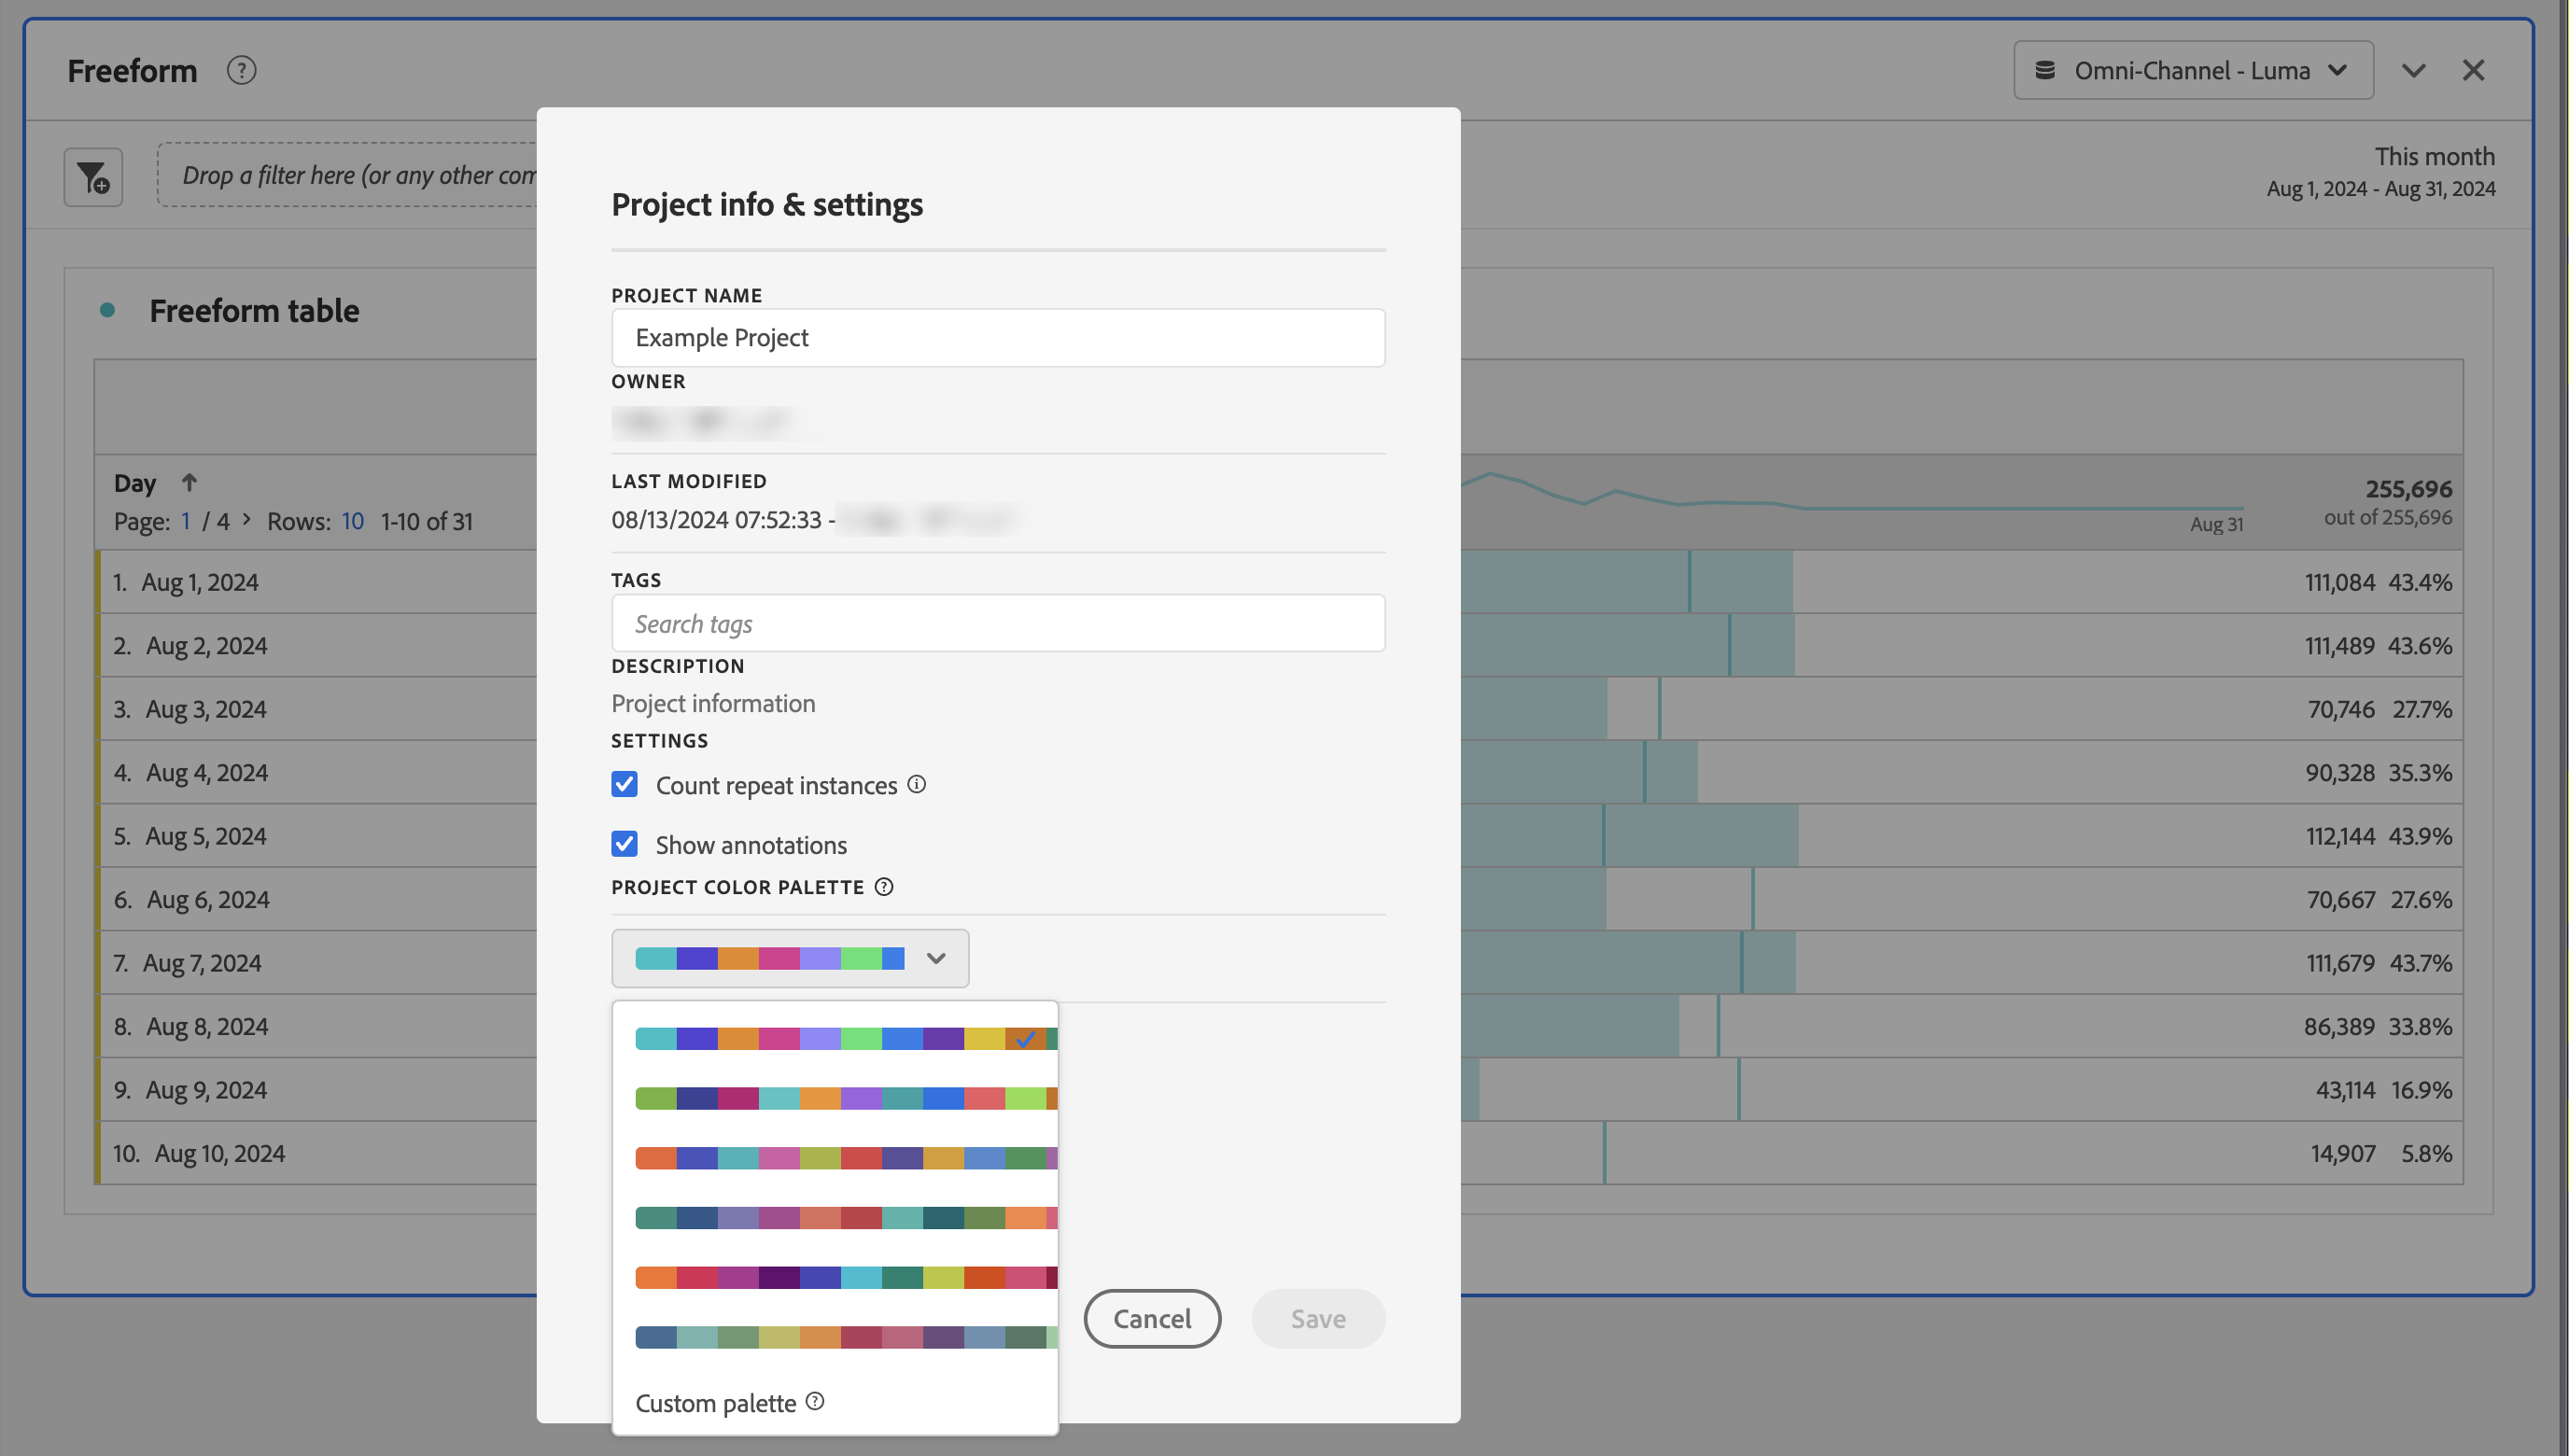 Freeform
Omni-Channel - Luma
Drop a filter here (or any other com
This month
Aug 1, 2024 - Aug 31, 2024
Freeform table
Day
Page: 1 / 4 > Rows: 10 1-10 of 31
Aug 31
255,696
out of 255,696
1. Aug 1, 2024
111,084 43.4%
2. Aug 2, 2024
111,489 43.6%
3. Aug 3, 2024
70,746 27.7%
4. Aug 4, 2024
90,328 35.3%
5. Aug 5, 2024
112,144 43.9%
6. Aug 6, 2024
70,667 27.6%
7. Aug 7, 2024
111,679 43.7%
8. Aug 8, 2024
86,389 33.8%
9. Aug 9, 2024
43,114 16.9%
10. Aug 10, 2024
14,907 5.8%
Project info & settings
PROJECT NAME
Example Project
OWNER
LAST MODIFIED
08/13/2024 07:52:33 -
TAGS
Search tags
DESCRIPTION
Project information
SETTINGS
Count repeat instances
Show annotations
PROJECT COLOR PALETTE
Custom palette
Cancel
Save